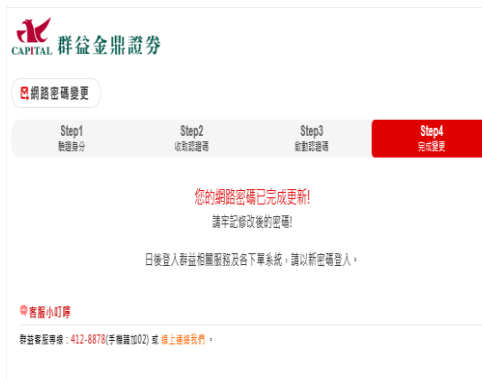 CAPITAL 群益金鼎證券
網路密碼變更
Step1 Step2 Step3 Step4
驗證身分 收取認證碼 啟動認證碼 完成變更
您的網路密碼已完成更新!
請牢記修改後的密碼!
日後登入群益相關服務及各下單系統，請以新密碼登入。
客服小叮嚀
群益客服專線：412-8878(手機請加02) 或 線上連絡我們 。